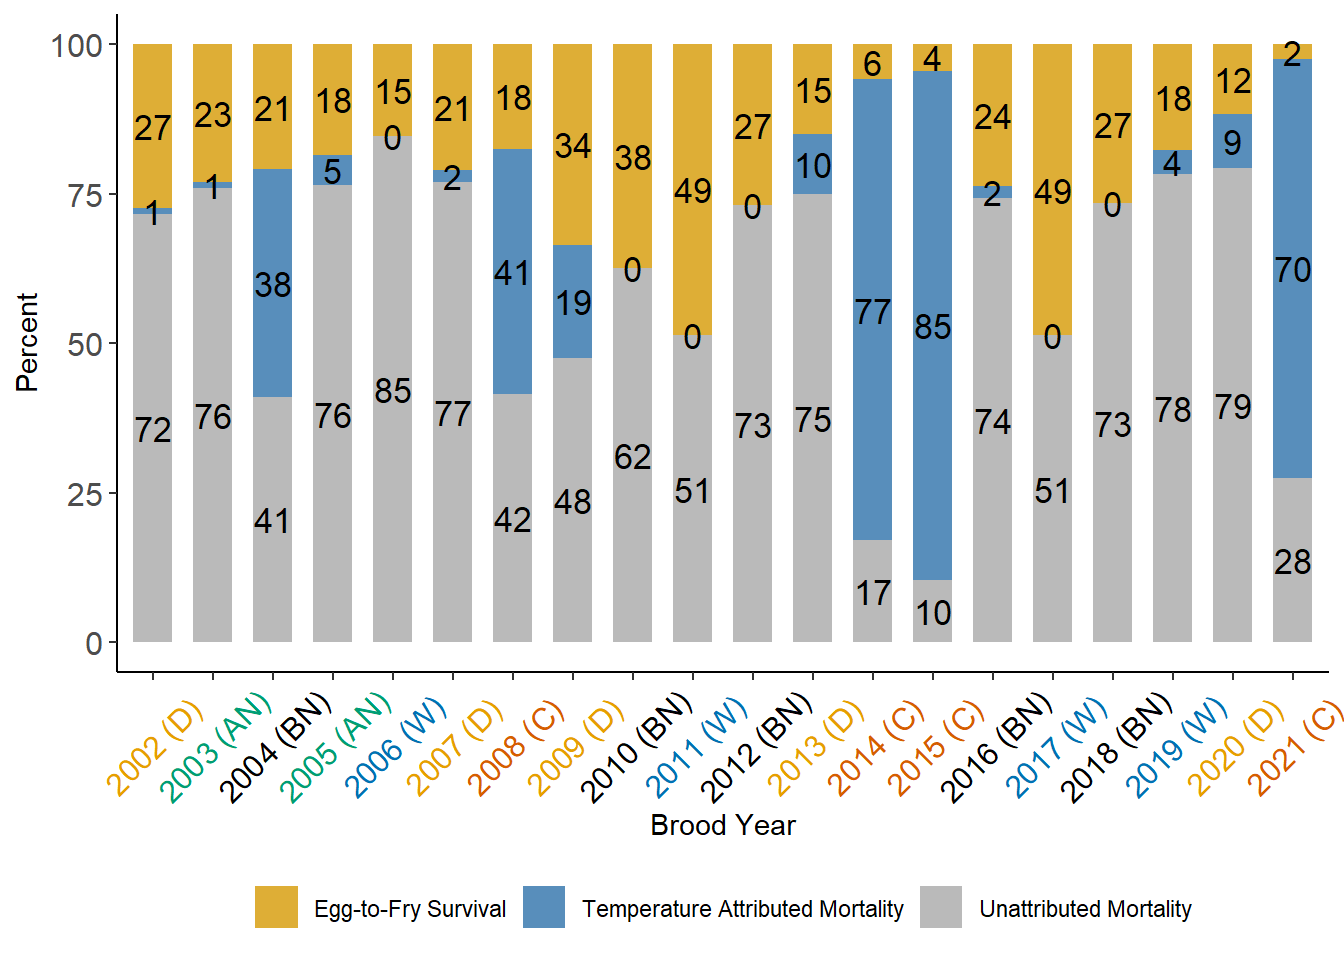 100
75
50
25
0
Percent
27 23 21 18 15 21 18 34 38 49 27 15 6 4 24 49 27 18 12 2
1 1 38 5 0 2 41 19 0 0 0 10 77 85 2 0 0 4 9 70
72 76 41 76 85 77 42 48 62 51 73 75 17 10 74 51 73 78 79 28
2002 (D) 2003 (AN) 2004 (BN) 2005 (AN) 2006 (W) 2007 (D) 2008 (C) 2009 (D) 2010 (BN) 2011 (W) 2012 (BN) 2013 (D) 2014 (C) 2015 (C) 2016 (BN) 2017 (W) 2018 (BN) 2019 (W) 2020 (D) 2021 (C)
Brood Year
Egg-to-Fry Survival Temperature Attributed Mortality Unattributed Mortality